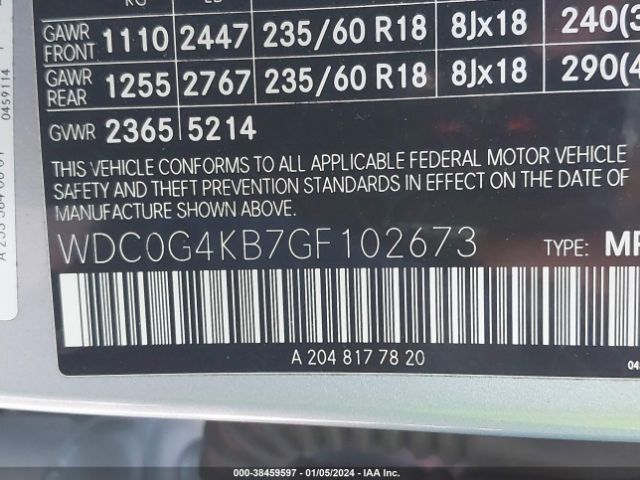 KG LB
GAWR FRONT 1110 2447 235/60 R18 8Jx18 240(3
GAWR REAR 1255 2767 235/60 R18 8Jx18 290(4
GVWR 2365 5214
THIS VEHICLE CONFORMS TO ALL APPLICABLE FEDERAL MOTOR VEHICLE
SAFETY AND THEFT PREVENTION STANDARDS IN EFFECT ON THE DATE OF
MANUFACTURE SHOWN ABOVE.
WDC0G4KB7GF102673 TYPE: MP
A 204 817 78 20
0459114
000-38459597 - 01/05/2024 - IAA Inc.